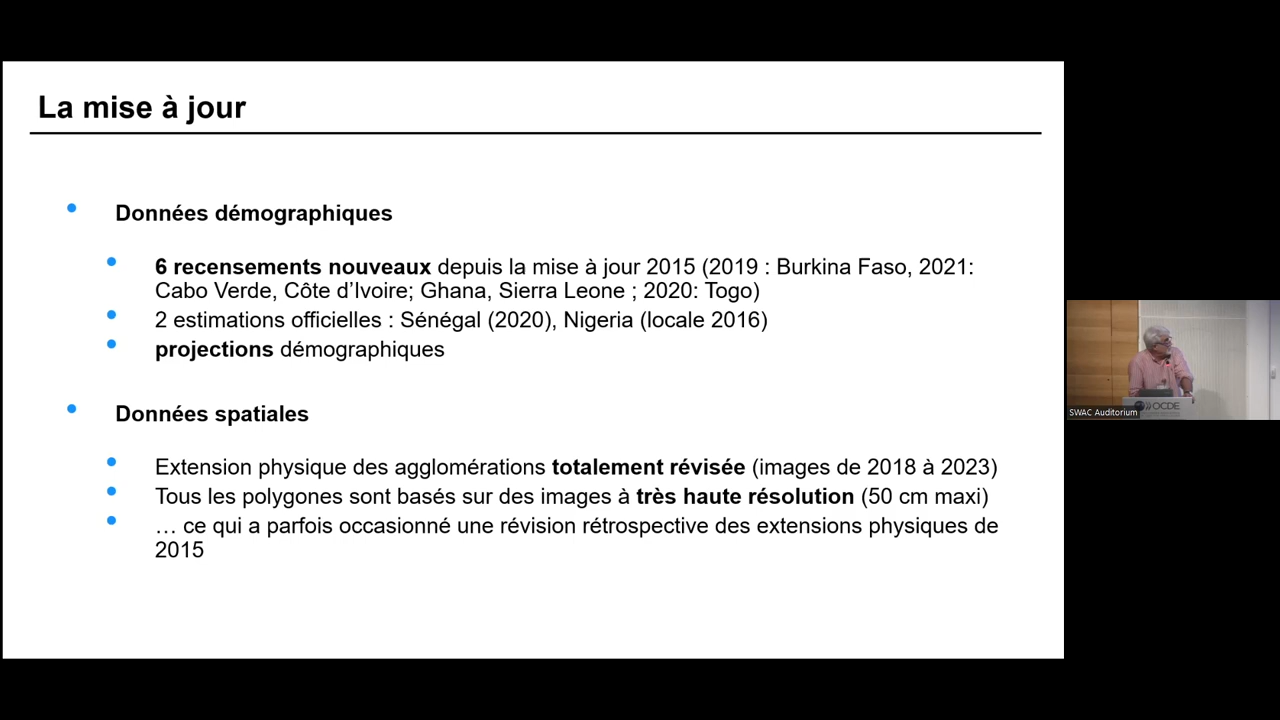 La mise à jour
Données démographiques
6 recensements nouveaux depuis la mise à jour 2015 (2019 : Burkina Faso, 2021:
Cabo Verde, Côte d’Ivoire; Ghana, Sierra Leone ; 2020: Togo)
2 estimations officielles : Sénégal (2020), Nigeria (locale 2016)
projections démographiques
Données spatiales
Extension physique des agglomérations totalement révisée (images de 2018 à 2023)
Tous les polygones sont basés sur des images à très haute résolution (50 cm maxi)
… ce qui a parfois occasionné une révision rétrospective des extensions physiques de
2015
OCDE
SWAC Auditorium